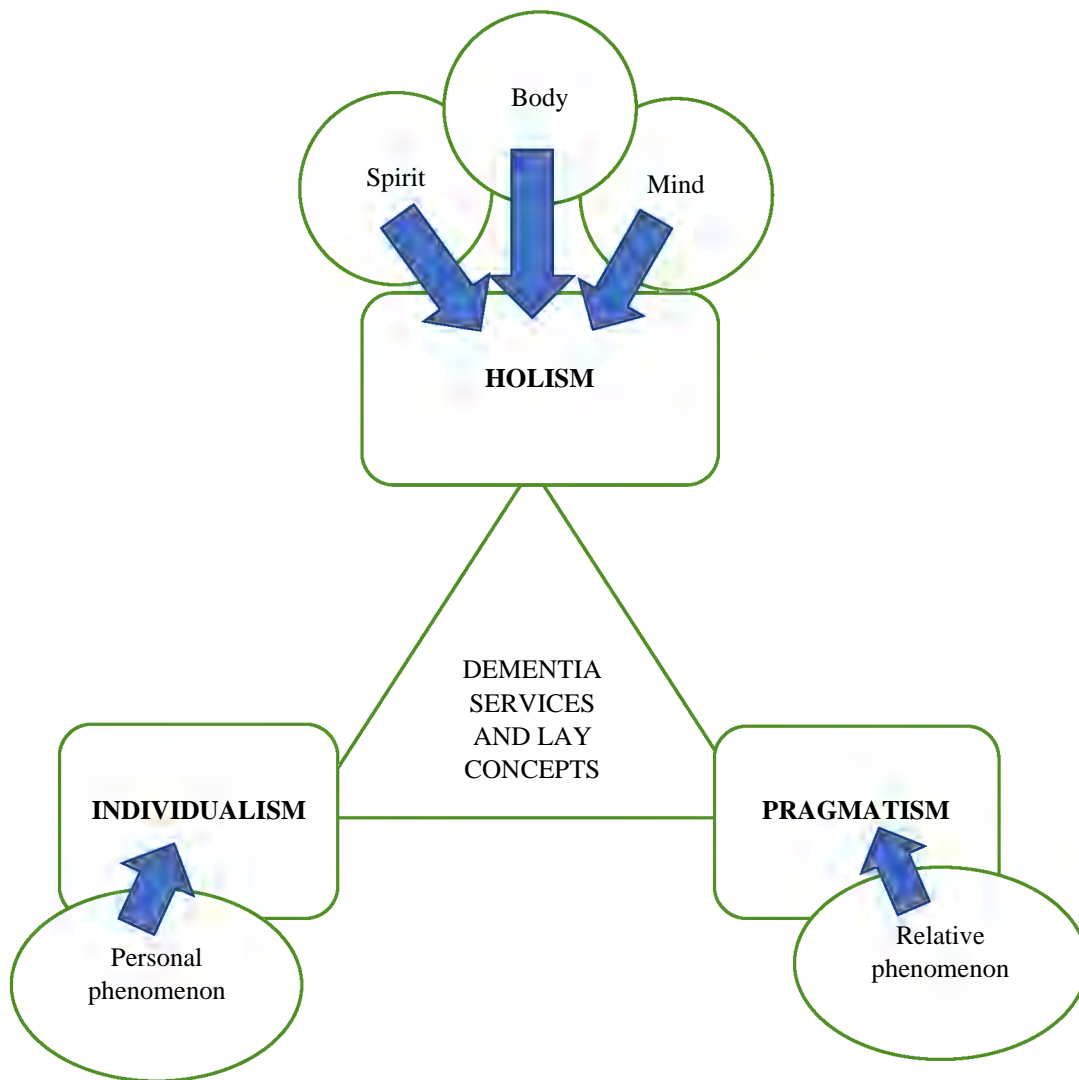 Body
Spirit
Mind
HOLISM
DEMENTIA
SERVICES
AND LAY
CONCEPTS
INDIVIDUALISM
PRAGMATISM
Personal
phenomenon
Relative
phenomenon